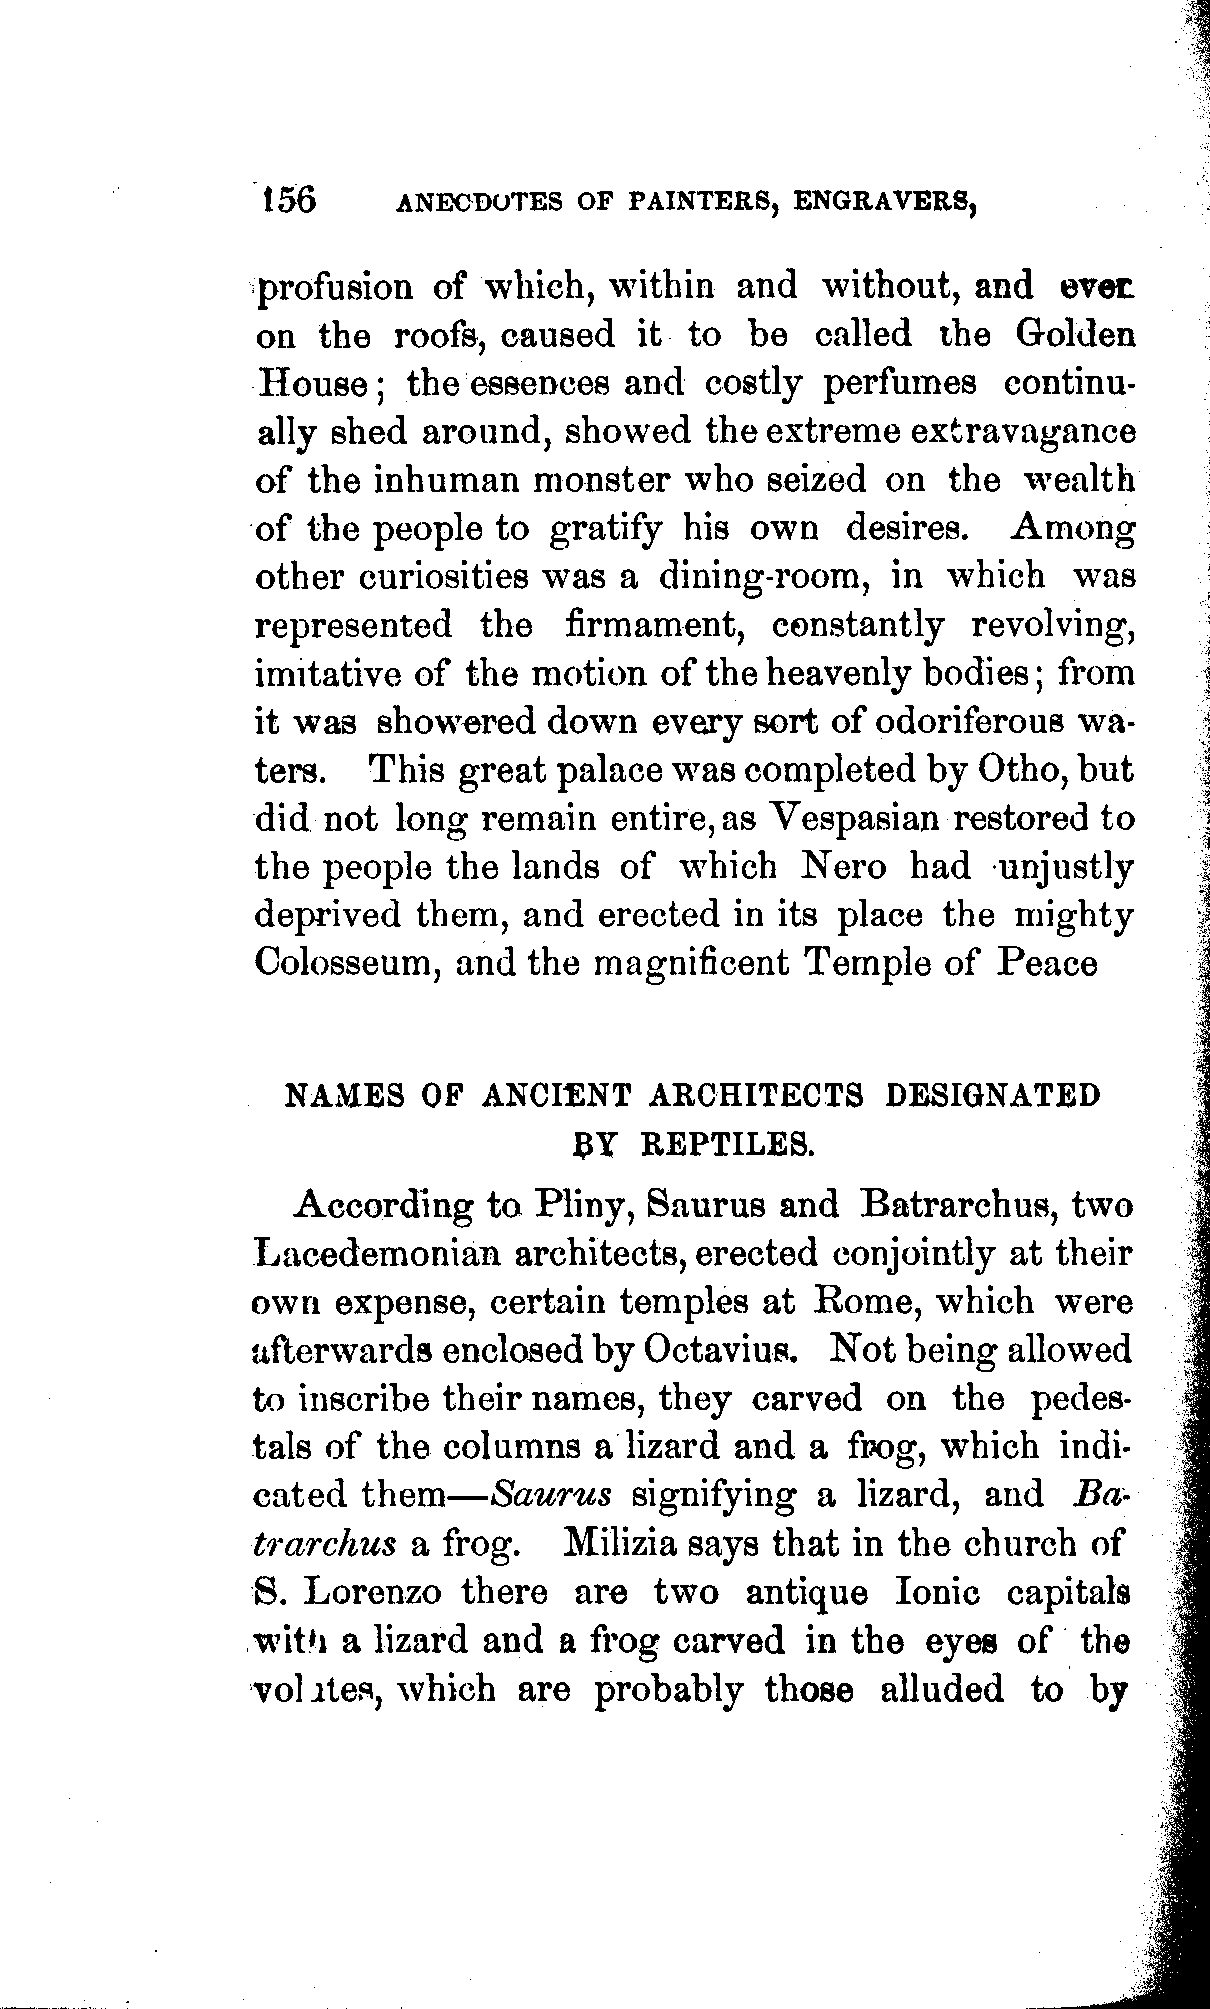 156 ANECDOTES OF PAINTERS, ENGRAVERS,
profusion of which, within and without, and even
on the roofs, caused it to be called the Golden
House; the essences and costly perfumes continu-
ally shed around, showed the extreme extravagance
of the inhuman monster who seized on the wealth
of the people to gratify his own desires. Among
other curiosities was a dining-room, in which was
represented the firmament, constantly revolving,
imitative of the motion of the heavenly bodies; from
it was showered down every sort of odoriferous wa-
ters. This great palace was completed by Otho, but
did not long remain entire, as Vespasian restored to
the people the lands of which Nero had unjustly
deprived them, and erected in its place the mighty
Colosseum, and the magnificent Temple of Peace
NAMES OF ANCIENT ARCHITECTS DESIGNATED
BY REPTILES.
According to Pliny, Saurus and Batrarchus, two
Lacedemonian architects, erected conjointly at their
own expense, certain temples at Rome, which were
afterwards enclosed by Octavius. Not being allowed
to inscribe their names, they carved on the pedes-
tals of the columns a lizard and a frog, which indi-
cated them—Saurus signifying a lizard, and Ba-
trarchus a frog. Milizia says that in the church of
S. Lorenzo there are two antique Ionic capitals
with a lizard and a frog carved in the eyes of the
volutes, which are probably those alluded to by